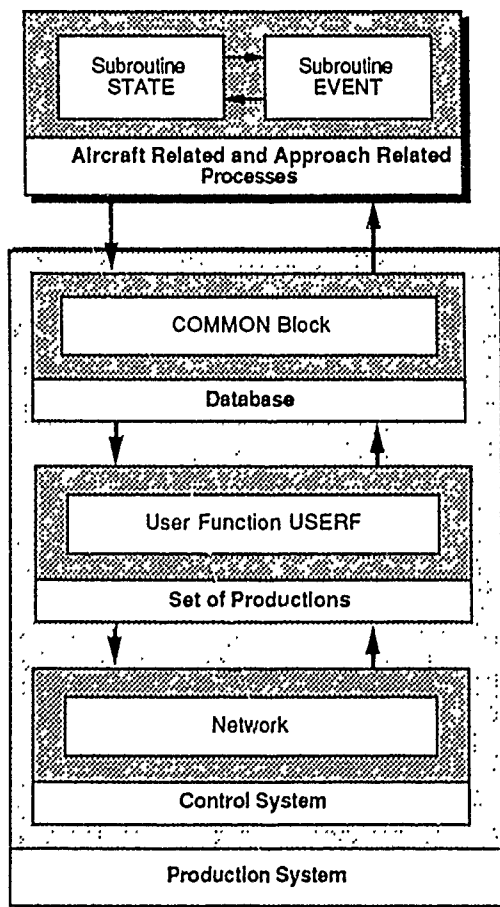 Subroutine
STATE
Subroutine
EVENT
Aircraft Related and Approach Related
Processes
COMMON Block
Database
User Function USERF
Set of Productions
Network
Control System
Production System